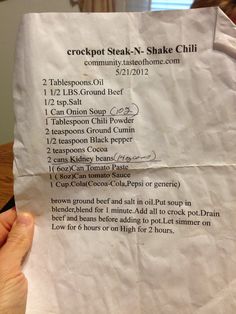 crockpot Steak-N- Shake Chili
community.tasteofhome.com
5/21/2012
2 Tablespoons.Oil
1 1/2 LBS.Ground Beef
1/2 tsp.Salt
1 Can Onion Soup (10oz)
1 Tablespoon Chili Powder
2 teaspoons Ground Cumin
1/2 teaspoon Black pepper
2 teaspoons Cocoa
2 cans Kidney beans
1( 6oz)Can Tomato Paste
1 ( 8oz)Can tomato Sauce
1 Cup.Cola(Cocoa-Cola,Pepsi or generic)
brown ground beef and salt in oil.Put soup in
blender,blend for 1 minute.Add all to crock pot.Drain
beef and beans before adding to pot.Let simmer on
Low for 6 hours or on High for 2 hours.